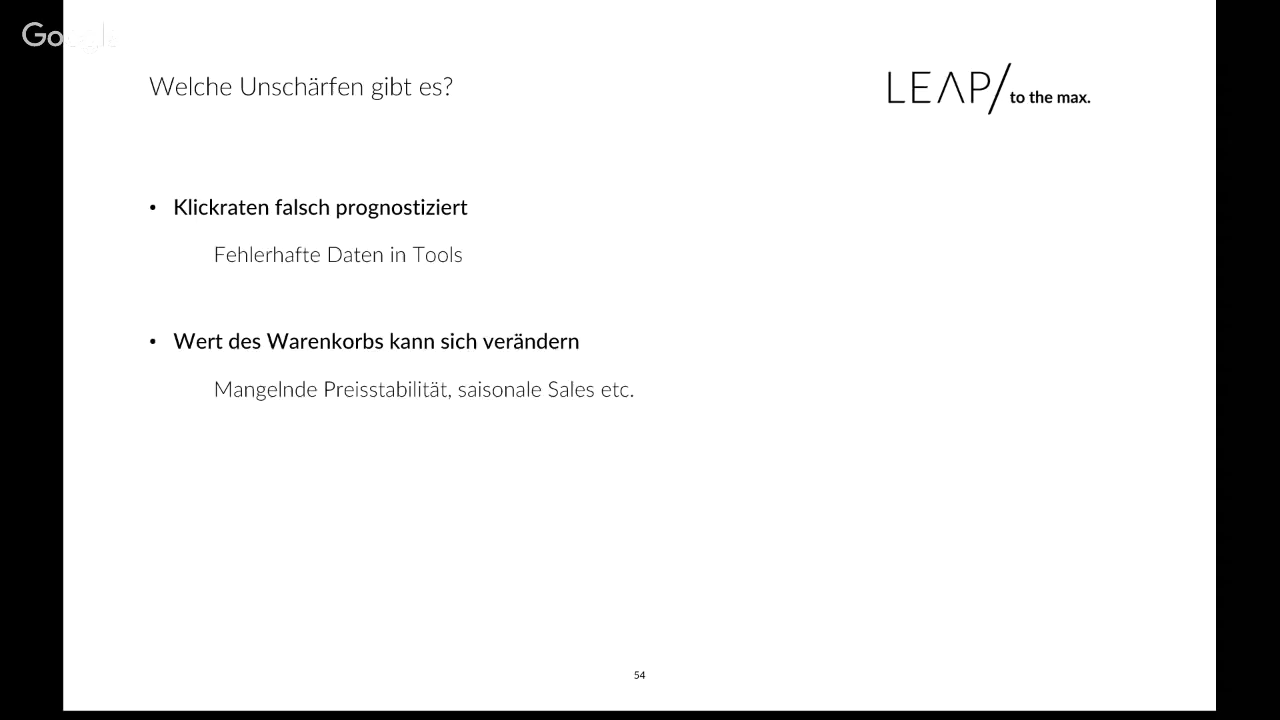 Google
Welche Unschärfen gibt es?
LEAP/to the max.
• Klickraten falsch prognostiziert
Fehlerhafte Daten in Tools
• Wert des Warenkorbs kann sich verändern
Mangelnde Preisstabilität, saisonale Sales etc.
54